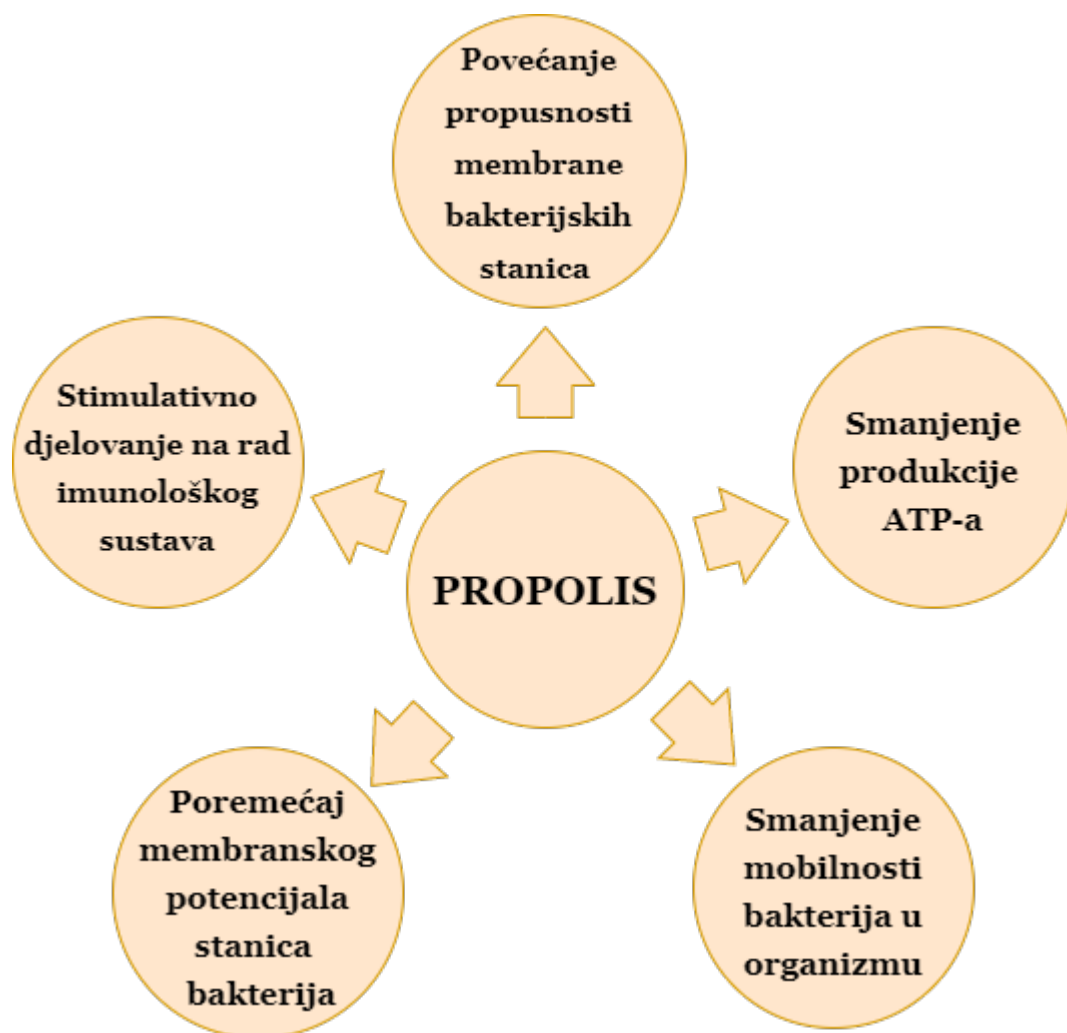 Povećanje
propusnosti
membrane
bakterijskih
stanica
Stimulativno
djelovanje na rad
imunološkog
sustava
Smanjenje
produkcije
ATP-a
PROPOLIS
Poremećaj
membranskog
potencijala
stanica
bakterija
Smanjenje
mobilnosti
bakterija u
organizmu